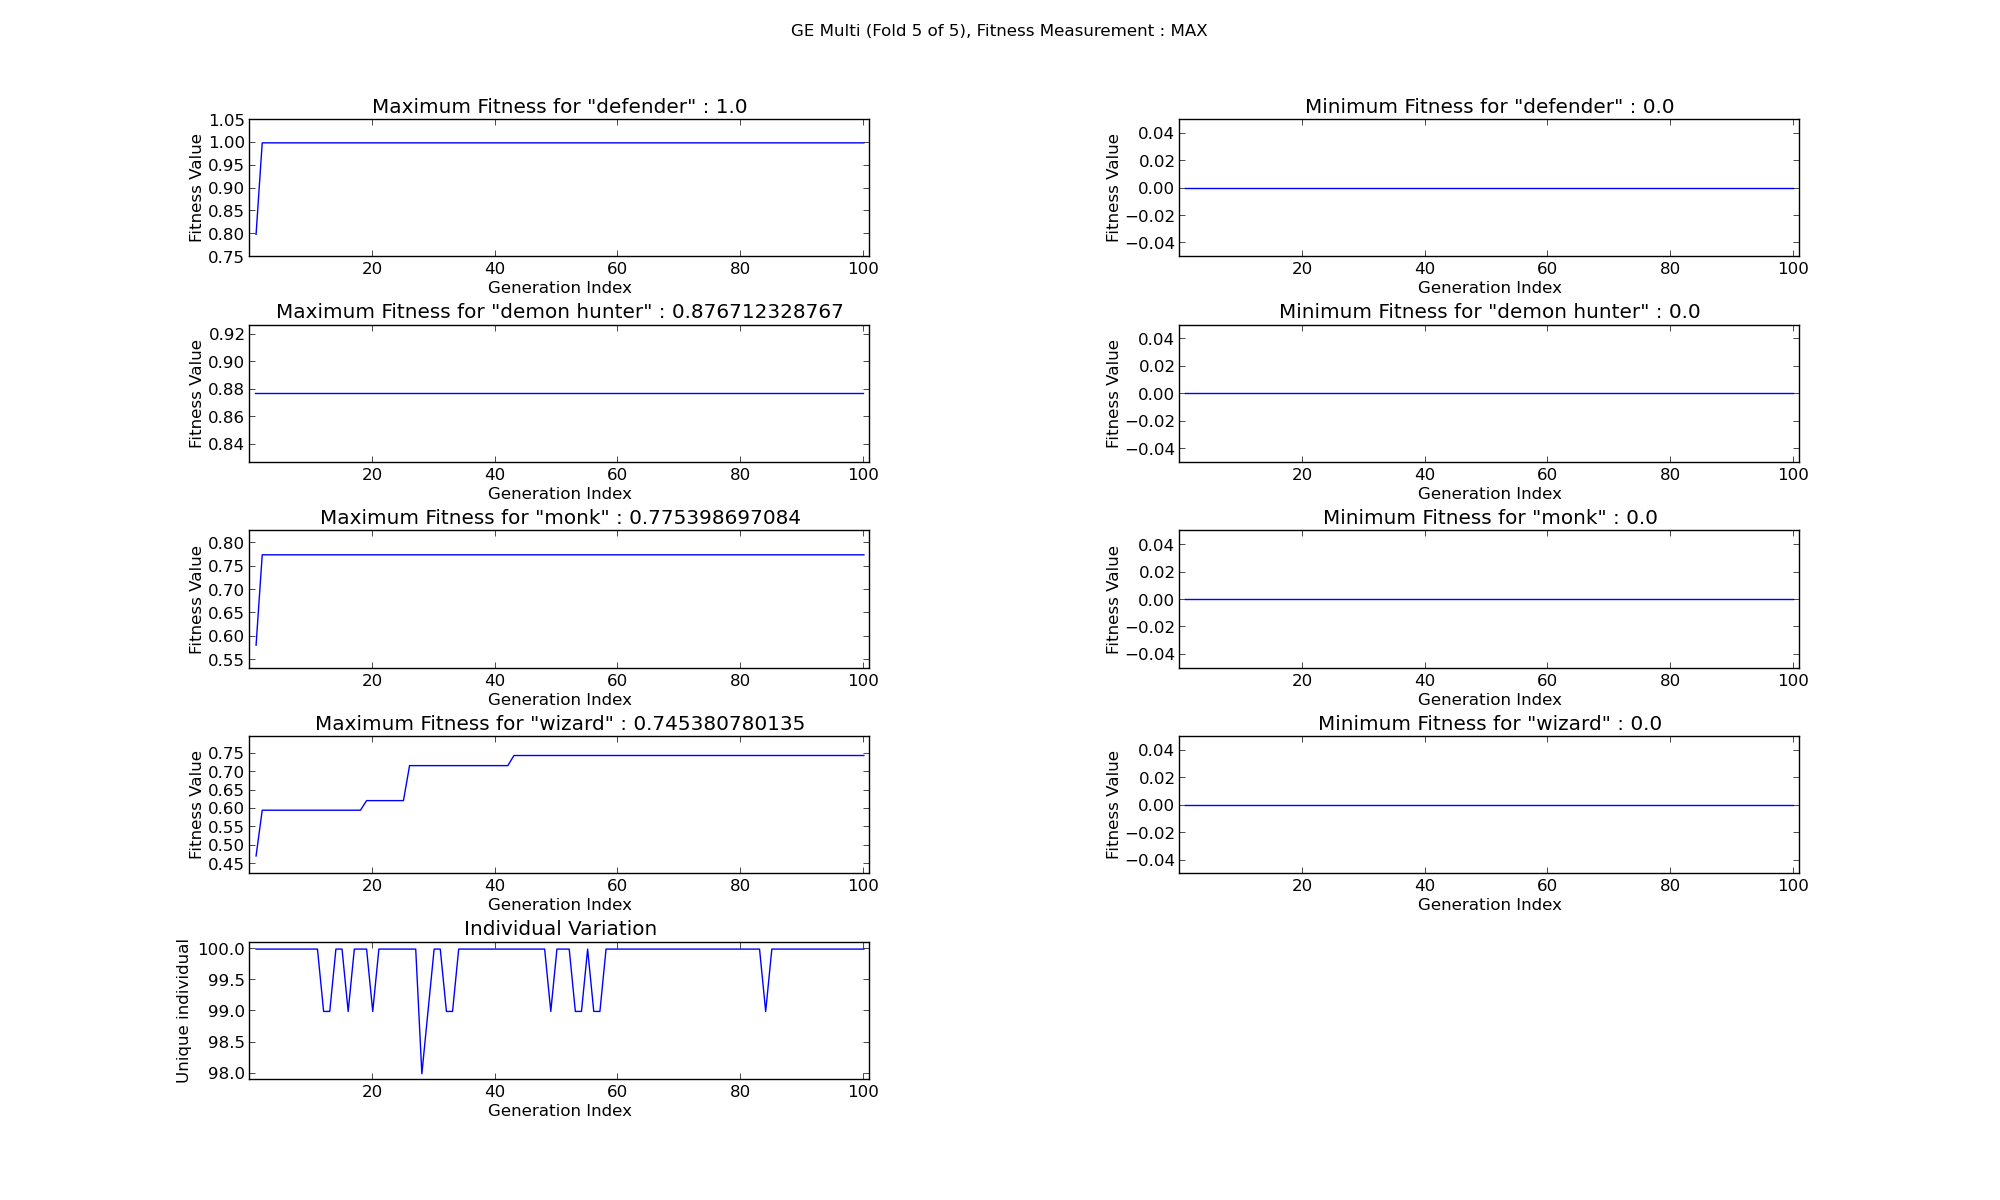 GE Multi (Fold 5 of 5), Fitness Measurement : MAX
Maximum Fitness for "defender" : 1.0
Fitness Value
1.05
1.00
0.95
0.90
0.85
0.80
0.75
20 40 60 80 100
Generation Index
Minimum Fitness for "defender" : 0.0
Fitness Value
0.04
0.02
0.00
−0.02
−0.04
20 40 60 80 100
Generation Index
Maximum Fitness for "demon hunter" : 0.876712328767
Fitness Value
0.92
0.90
0.88
0.86
0.84
20 40 60 80 100
Generation Index
Minimum Fitness for "demon hunter" : 0.0
Fitness Value
0.04
0.02
0.00
−0.02
−0.04
20 40 60 80 100
Generation Index
Maximum Fitness for "monk" : 0.775398697084
Fitness Value
0.80
0.75
0.70
0.65
0.60
0.55
20 40 60 80 100
Generation Index
Minimum Fitness for "monk" : 0.0
Fitness Value
0.04
0.02
0.00
−0.02
−0.04
20 40 60 80 100
Generation Index
Maximum Fitness for "wizard" : 0.745380780135
Fitness Value
0.75
0.70
0.65
0.60
0.55
0.50
0.45
20 40 60 80 100
Generation Index
Minimum Fitness for "wizard" : 0.0
Fitness Value
0.04
0.02
0.00
−0.02
−0.04
20 40 60 80 100
Generation Index
Individual Variation
Unique individual
100.0
99.5
99.0
98.5
98.0
20 40 60 80 100
Generation Index